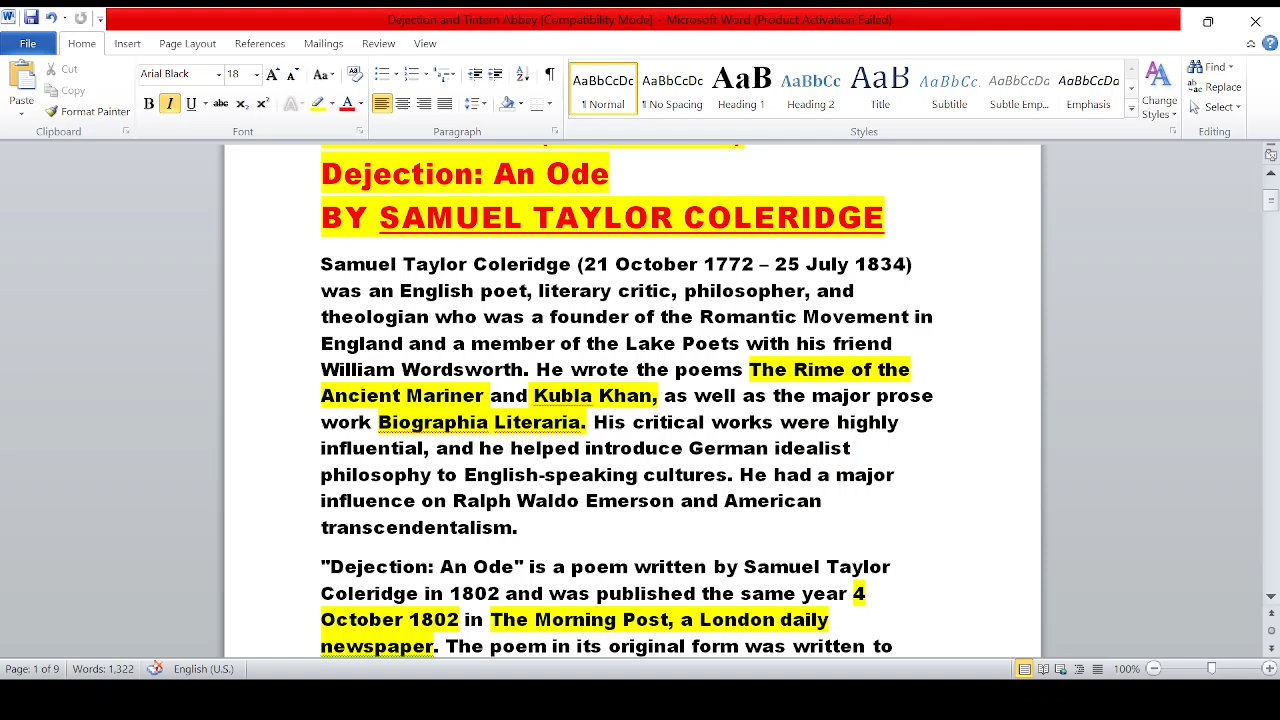 Dejection and Tintern Abbey [Compatibility Mode] - Microsoft Word (Product Activation Failed)
File Home Insert Page Layout References Mailings Review View
Paste Cut Copy Format Painter
Clipboard
Arial Black 18
Font
Paragraph
AaBbCcDc AaBbCcDc AaB AaBbCc AaB AaBbCc. AaBbCcDc AaBbCcDc
¶ Normal ¶ No Spacing Heading 1 Heading 2 Title Subtitle Subtle Em... Emphasis
Change Styles
Styles
Find
Replace
Select
Editing
Dejection: An Ode
BY SAMUEL TAYLOR COLERIDGE
Samuel Taylor Coleridge (21 October 1772 – 25 July 1834)
was an English poet, literary critic, philosopher, and
theologian who was a founder of the Romantic Movement in
England and a member of the Lake Poets with his friend
William Wordsworth. He wrote the poems The Rime of the
Ancient Mariner and Kubla Khan, as well as the major prose
work Biographia Literaria. His critical works were highly
influential, and he helped introduce German idealist
philosophy to English-speaking cultures. He had a major
influence on Ralph Waldo Emerson and American
transcendentalism.
"Dejection: An Ode" is a poem written by Samuel Taylor
Coleridge in 1802 and was published the same year 4
October 1802 in The Morning Post, a London daily
newspaper. The poem in its original form was written to
Page: 1 of 9 Words: 1,322 English (U.S.) 100%